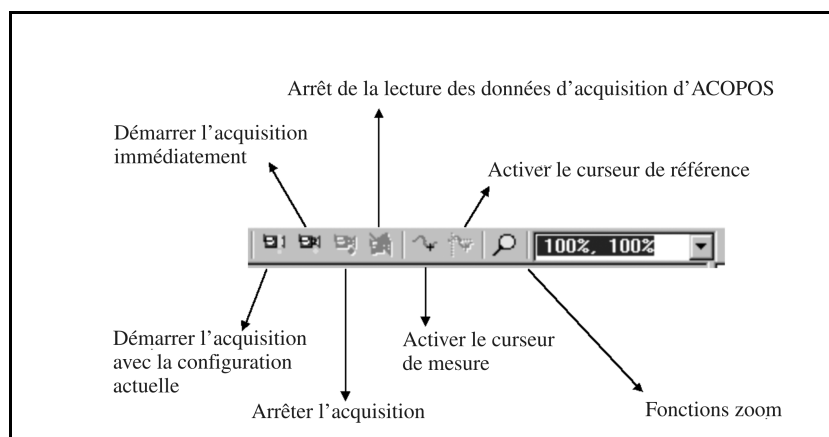 Arrêt de la lecture des données d'acquisition d'ACOPOS
Démarrer l'acquisition
immédiatement
Activer le curseur de référence
100%, 100%
Démarrer l'acquisition
avec la configuration
actuelle
Activer le curseur
de mesure
Arrêter l'acquisition
Fonctions zoom